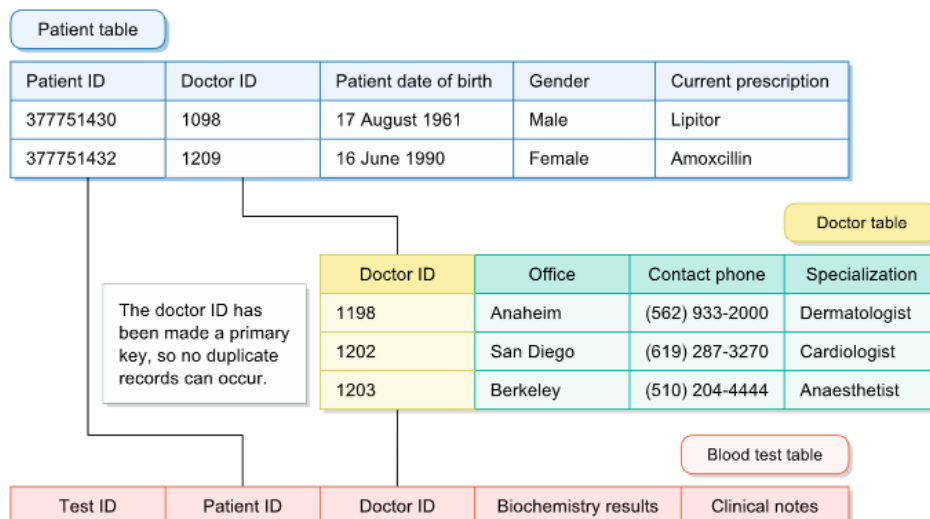 Patient table
Patient ID Doctor ID Patient date of birth Gender Current prescription
377751430 1098 17 August 1961 Male Lipitor
377751432 1209 16 June 1990 Female Amoxcillin
Doctor table
Doctor ID Office Contact phone Specialization
1198 Anaheim (562) 933-2000 Dermatologist
1202 San Diego (619) 287-3270 Cardiologist
1203 Berkeley (510) 204-4444 Anaesthetist
The doctor ID has
been made a primary
key, so no duplicate
records can occur.
Blood test table
Test ID Patient ID Doctor ID Biochemistry results Clinical notes